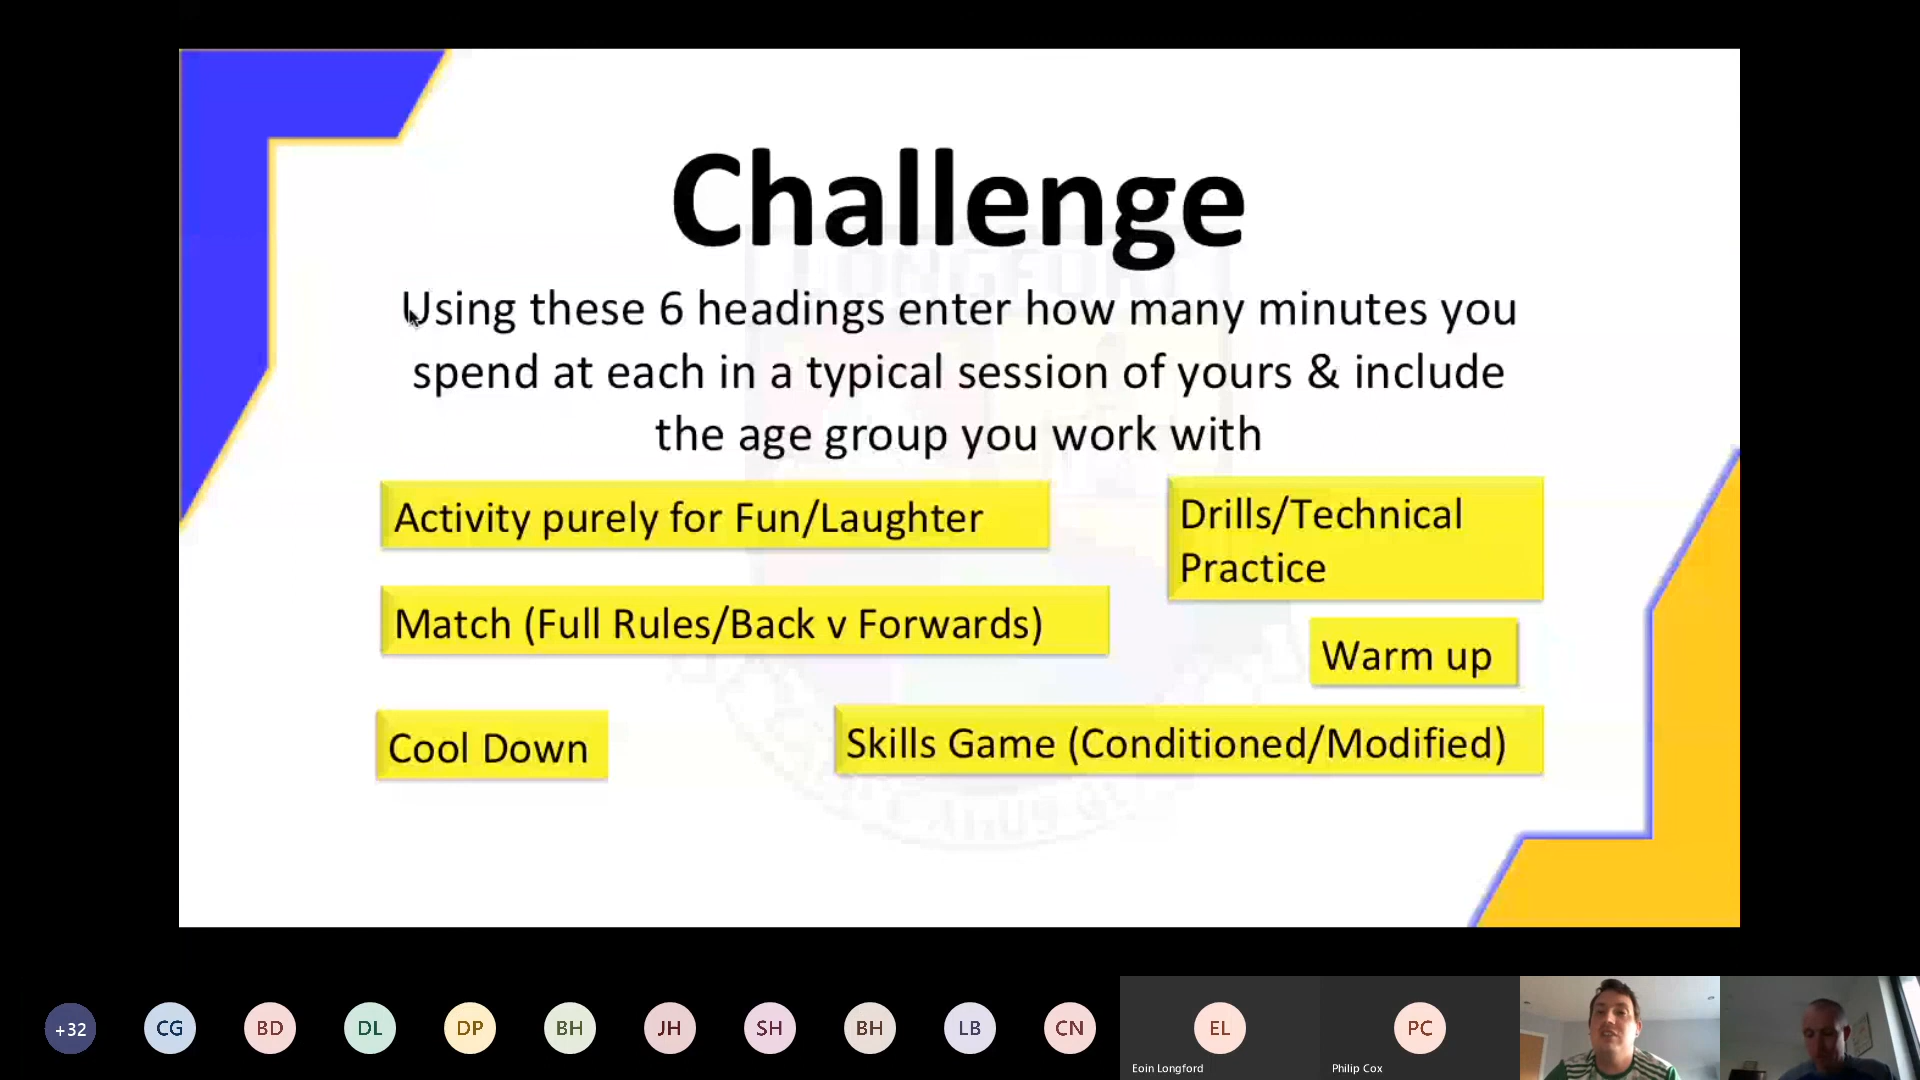 Challenge
Using these 6 headings enter how many minutes you
spend at each in a typical session of yours & include
the age group you work with
Activity purely for Fun/Laughter
Drills/Technical
Practice
Match (Full Rules/Back v Forwards)
Warm up
Cool Down
Skills Game (Conditioned/Modified)
LONGFORD
+32
CG
BD
DL
DP
BH
JH
SH
BH
LB
CN
EL
PC
Eoin Longford
Philip Cox